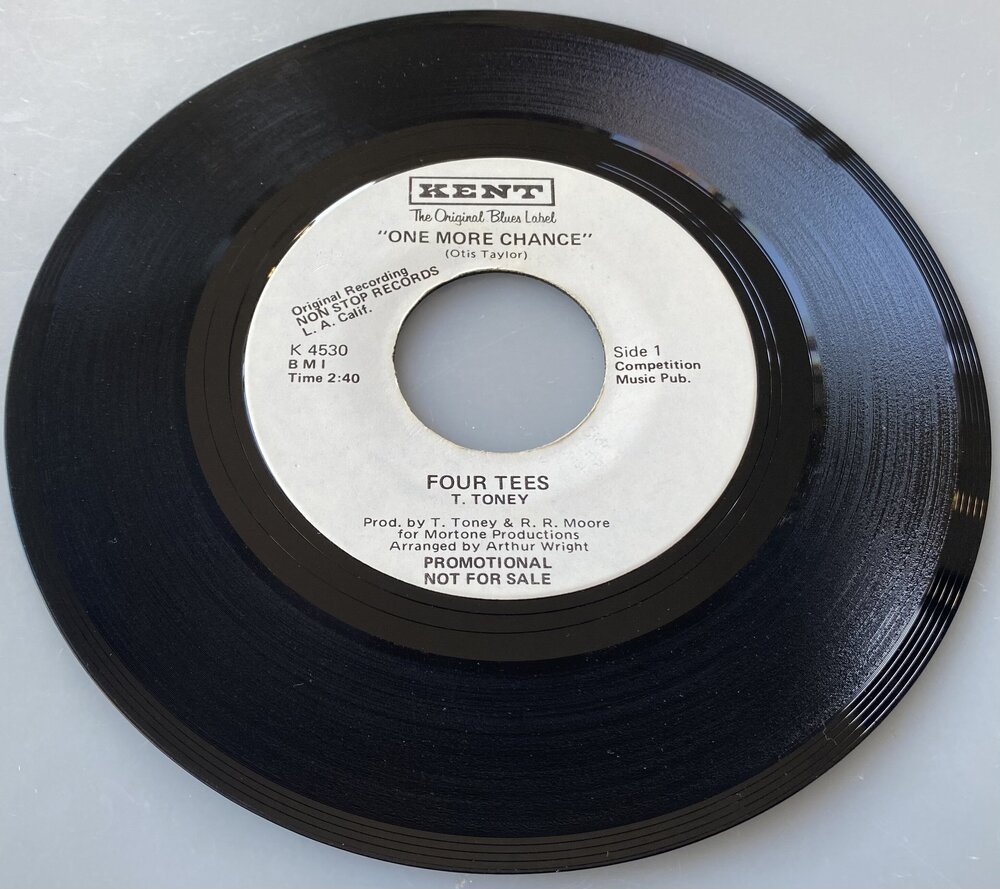 KENT
The Original Blues Label
"ONE MORE CHANCE"
(Otis Taylor)
Original Recording
NON STOP RECORDS
L. A. Calif.
K 4530
B M I
Time 2:40
Side 1
Competition
Music Pub.
FOUR TEES
T. TONEY
Prod. by T. Toney & R. R. Moore
for Mortone Productions
Arranged by Arthur Wright
PROMOTIONAL
NOT FOR SALE